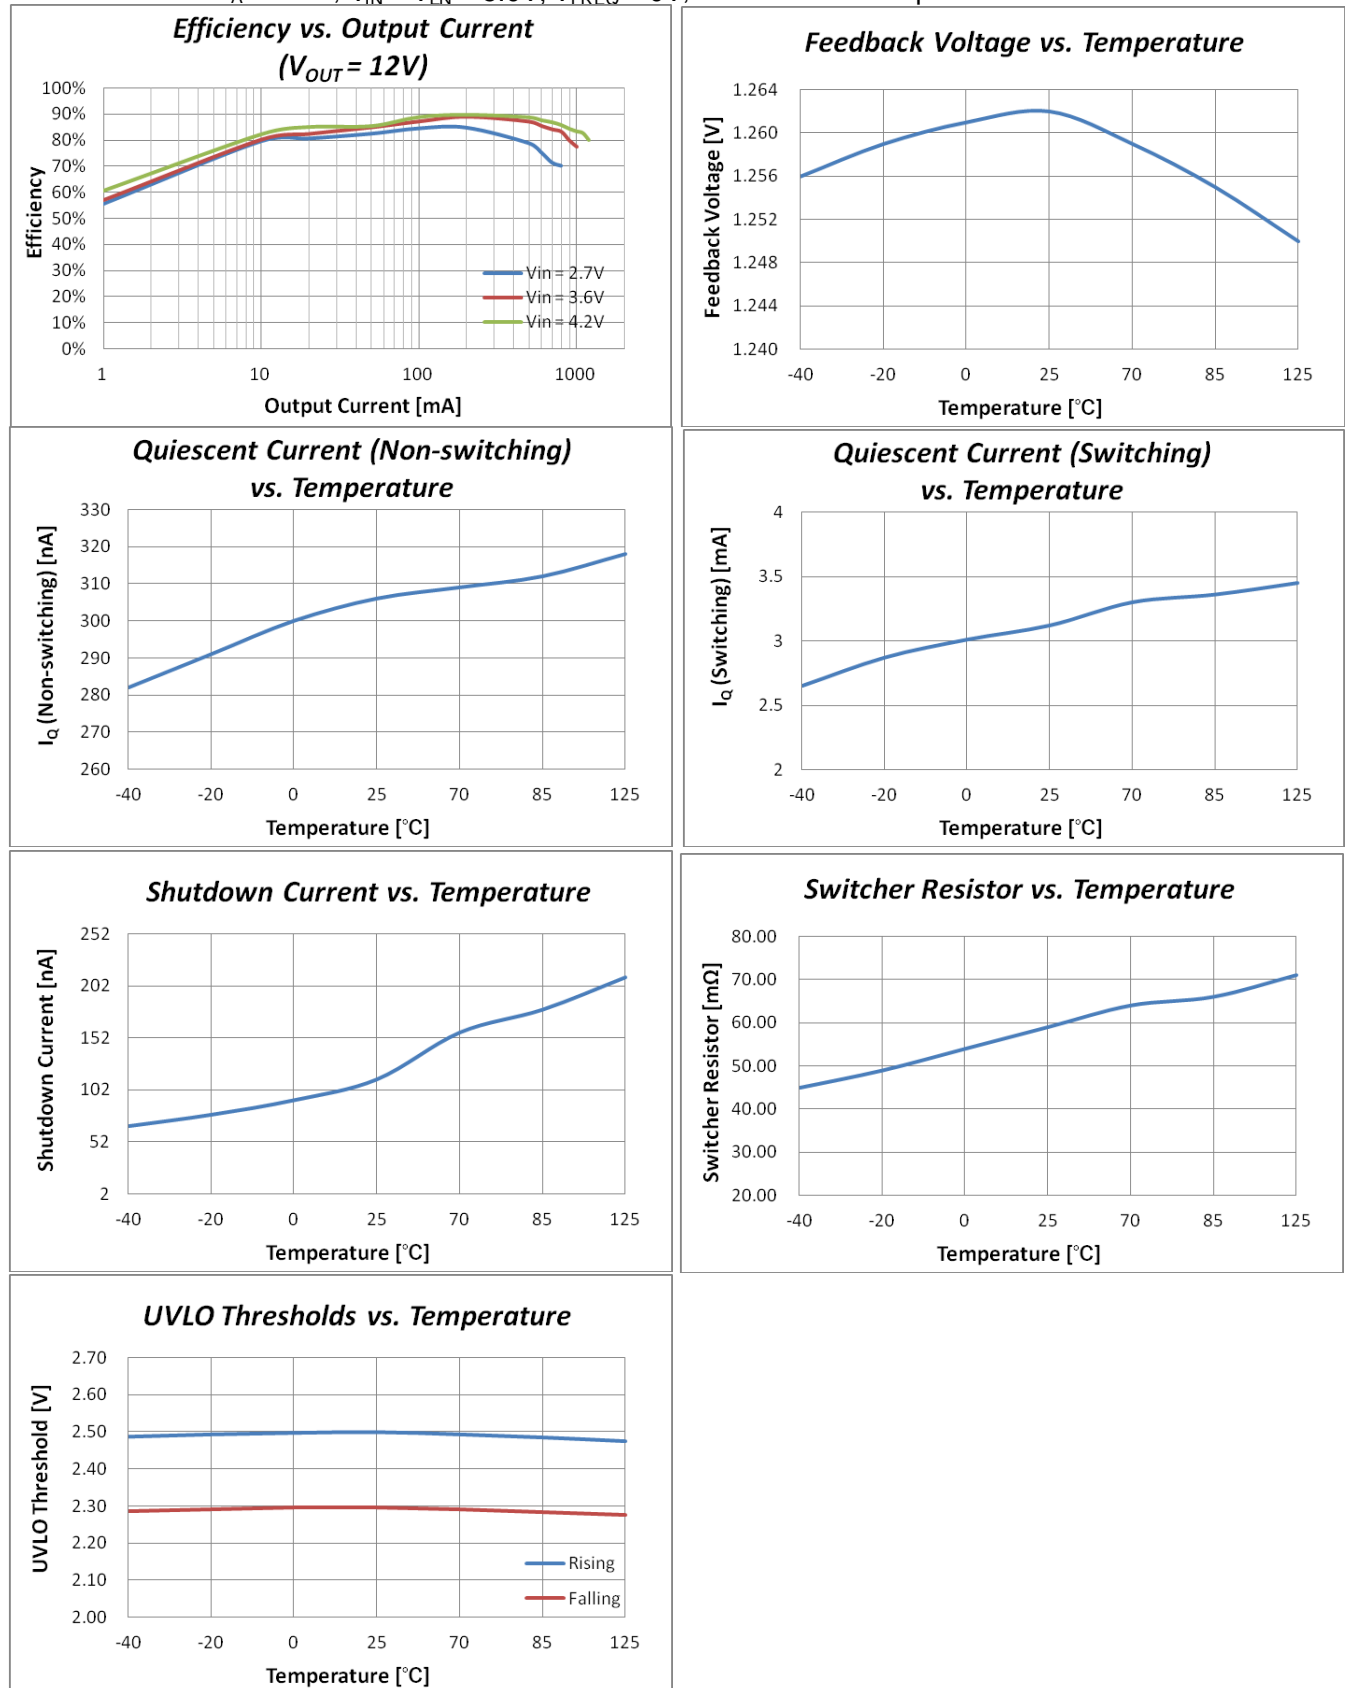 Efficiency vs. Output Current
(VOUT = 12V)
100%
90%
80%
70%
60%
50%
40%
30%
20%
10%
0%
Efficiency
Vin = 2.7V
Vin = 3.6V
Vin = 4.2V
1 10 100 1000
Output Current [mA]
Feedback Voltage vs. Temperature
1.264
1.260
1.256
1.252
1.248
1.244
1.240
Feedback Voltage [V]
-40 -20 0 25 70 85 125
Temperature [°C]
Quiescent Current (Non-switching)
vs. Temperature
330
320
310
300
290
280
270
260
IQ (Non-switching) [nA]
-40 -20 0 25 70 85 125
Temperature [°C]
Quiescent Current (Switching)
vs. Temperature
4
3.5
3
2.5
2
IQ (Switching) [mA]
-40 -20 0 25 70 85 125
Temperature [°C]
Shutdown Current vs. Temperature
252
202
152
102
52
2
Shutdown Current [nA]
-40 -20 0 25 70 85 125
Temperature [°C]
Switcher Resistor vs. Temperature
80.00
70.00
60.00
50.00
40.00
30.00
20.00
Switcher Resistor [mΩ]
-40 -20 0 25 70 85 125
Temperature [°C]
UVLO Thresholds vs. Temperature
2.70
2.60
2.50
2.40
2.30
2.20
2.10
2.00
UVLO Threshold [V]
Rising
Falling
-40 -20 0 25 70 85 125
Temperature [°C]